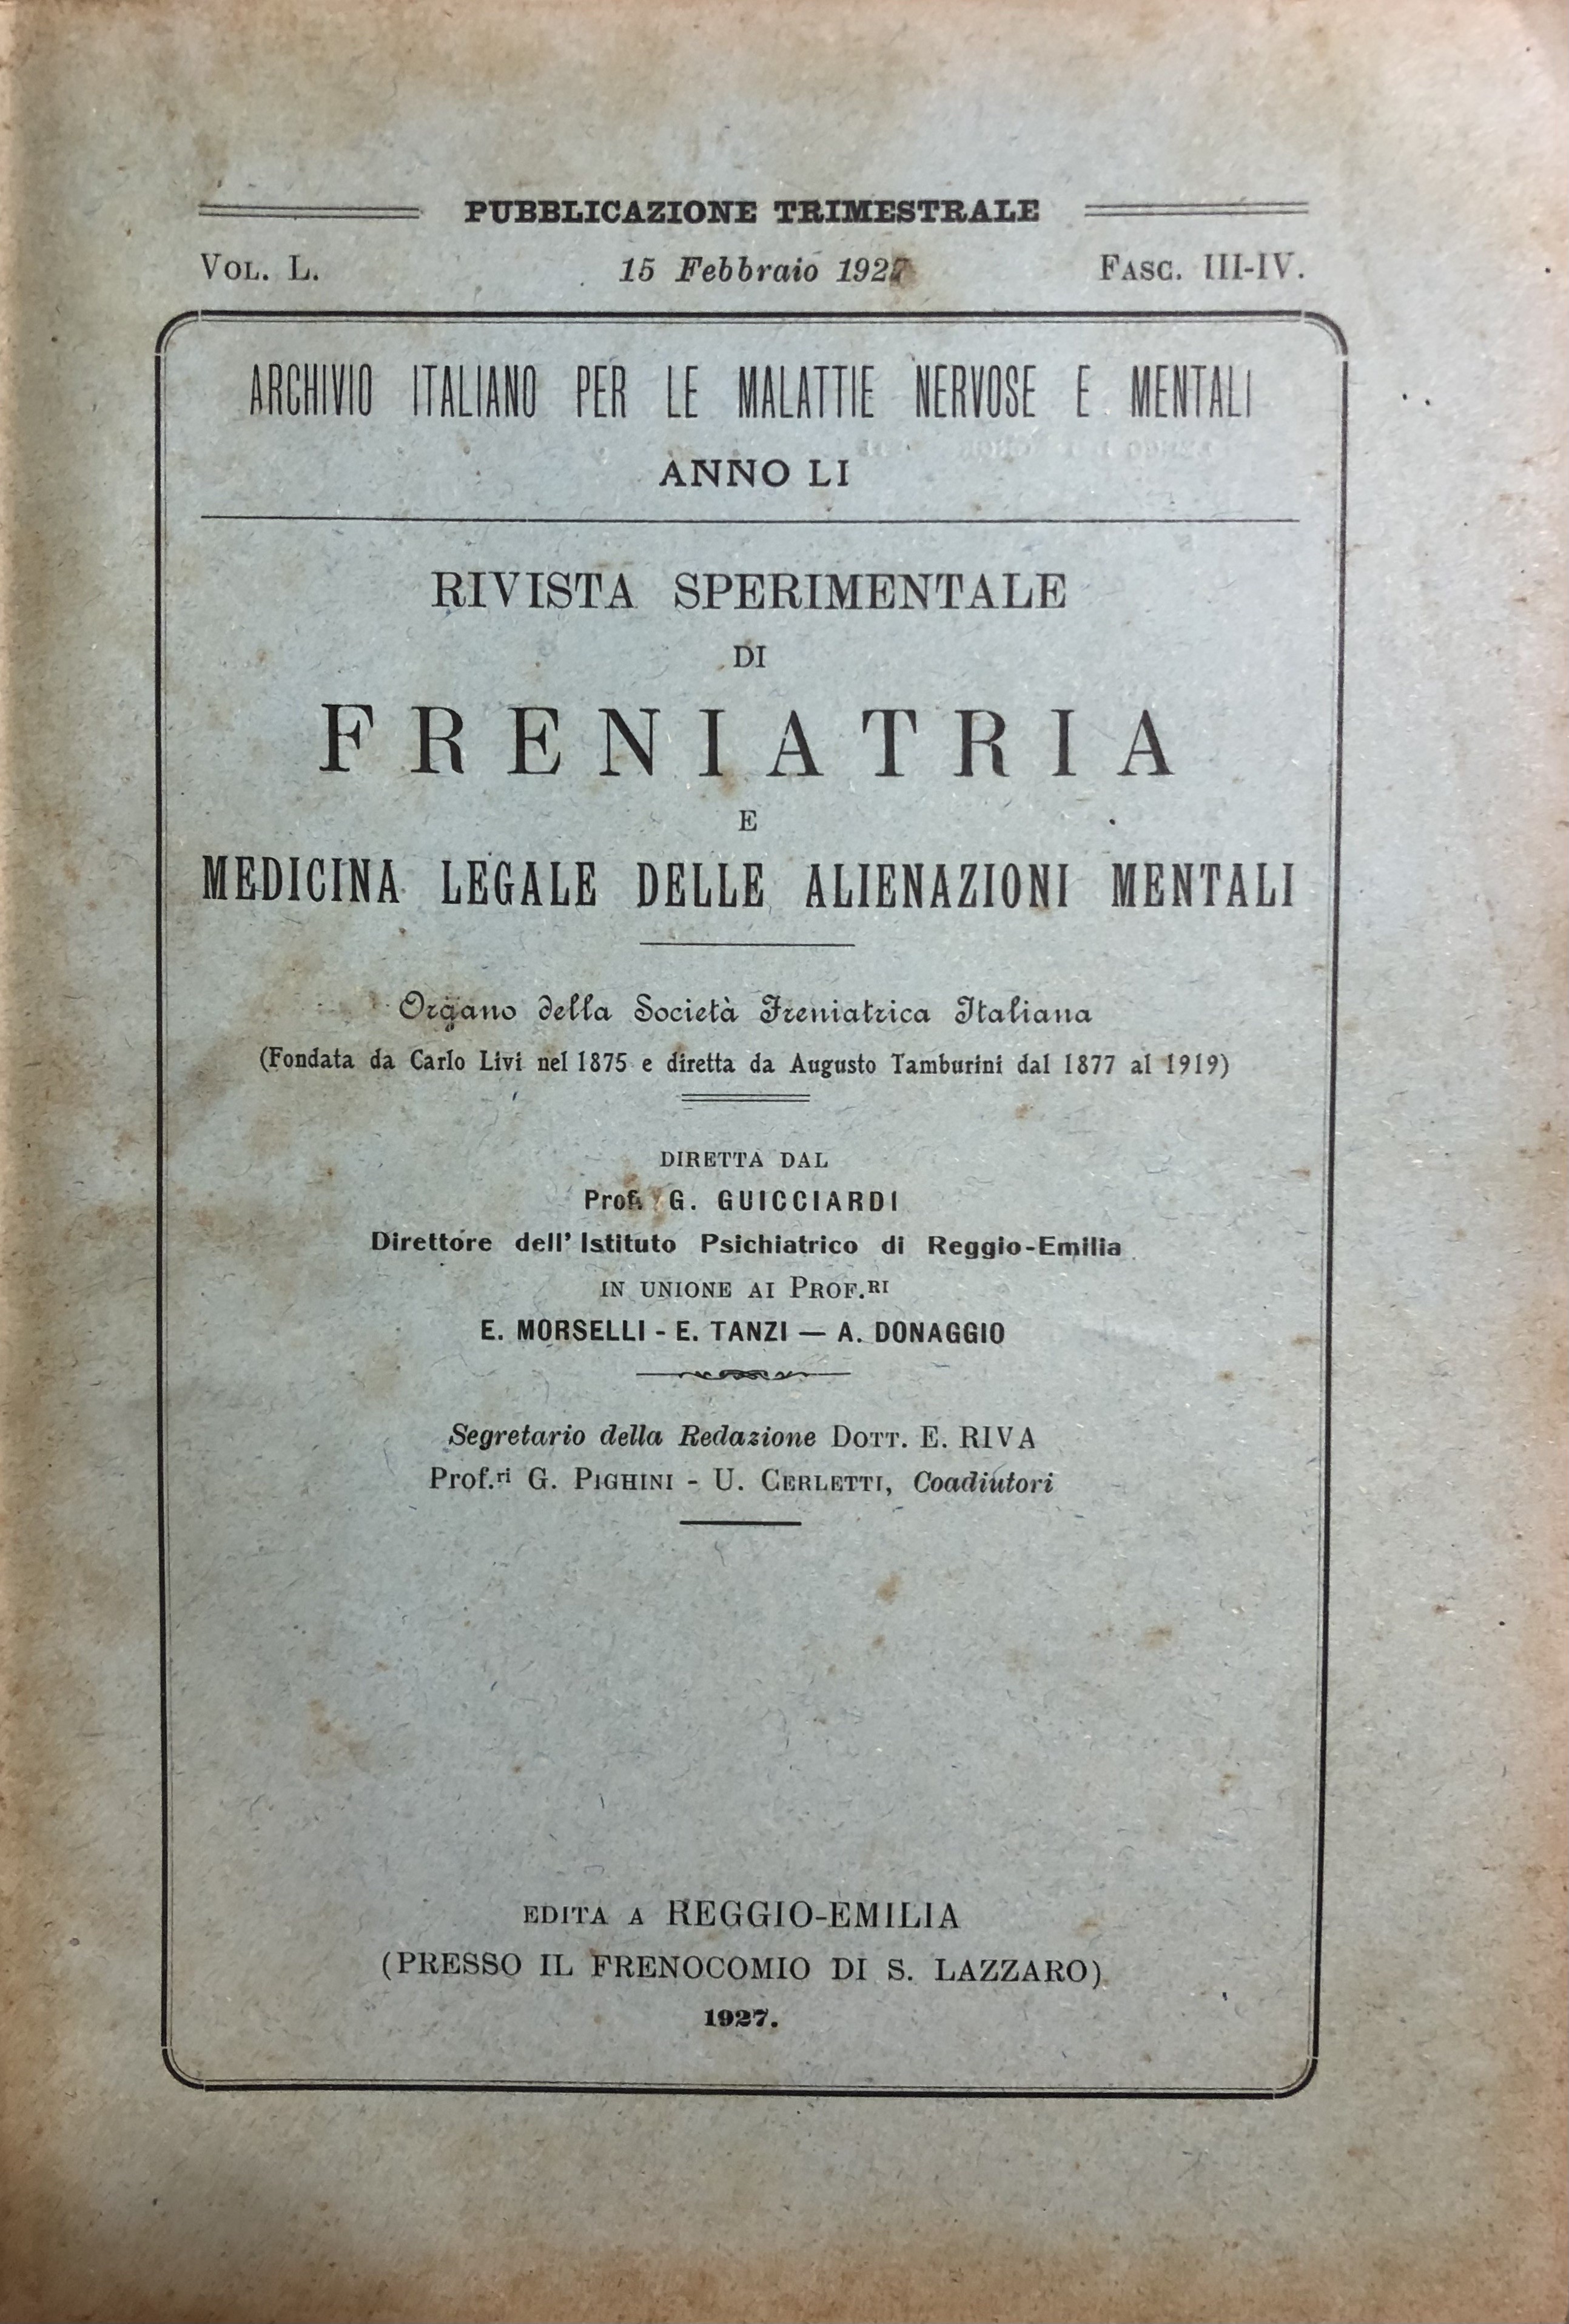 PUBBLICAZIONE TRIMESTRALE
VOL. L. 15 Febbraio 1927 FASC. III-IV.
ARCHIVIO ITALIANO PER LE MALATTIE NERVOSE E MENTALI
ANNO LI
RIVISTA SPERIMENTALE
DI
FRENIATRIA
E
MEDICINA LEGALE DELLE ALIENAZIONI MENTALI
Organo della Società Freniatrica Italiana
(Fondata da Carlo Livi nel 1875 e diretta da Augusto Tamburini dal 1877 al 1919)
DIRETTA DAL
Prof. G. GUICCIARDI
Direttore dell' Istituto Psichiatrico di Reggio-Emilia
IN UNIONE AI PROF.RI
E. MORSELLI - E. TANZI — A. DONAGGIO
Segretario della Redazione DOTT. E. RIVA
Prof.ri G. PIGHINI - U. CERLETTI, Coadiutori
EDITA A REGGIO-EMILIA
(PRESSO IL FRENOCOMIO DI S. LAZZARO)
1927.